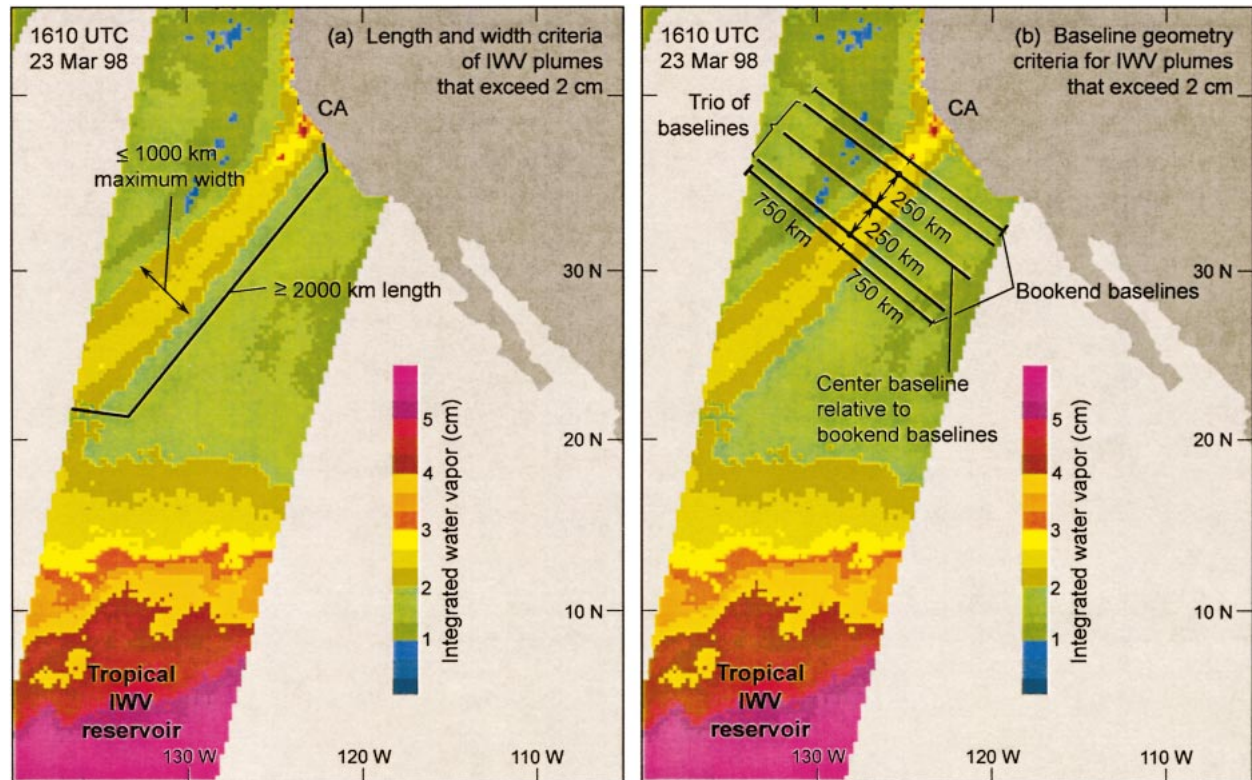 1610 UTC
23 Mar 98
(a) Length and width criteria
of IWV plumes
that exceed 2 cm
CA
≤ 1000 km
maximum width
30 N
≥ 2000 km length
5
4
3
2
1
Integrated water vapor (cm)
20 N
10 N
Tropical
IWV
reservoir
130 W
120 W
110 W
1610 UTC
23 Mar 98
(b) Baseline geometry
criteria for IWV plumes
that exceed 2 cm
Trio of
baselines
CA
250 km
250 km
750 km
750 km
30 N
Bookend baselines
Center baseline
relative to
bookend baselines
5
4
3
2
1
Integrated water vapor (cm)
20 N
10 N
Tropical
IWV
reservoir
130 W
120 W
110 W